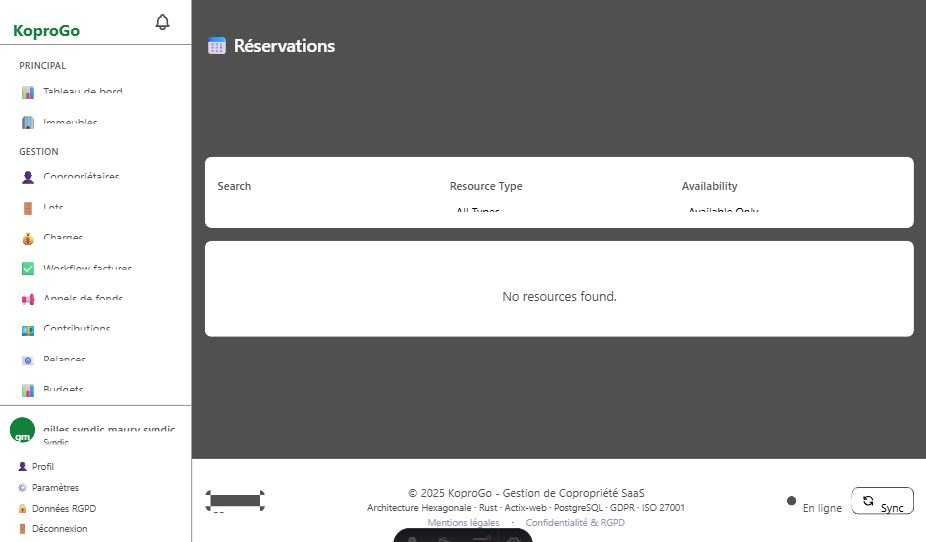 KoproGo
PRINCIPAL
Tableau de bord
Immeubles
GESTION
Copropriétaires
Lots
Charges
Workflow factures
Appels de fonds
Contributions
Relances
Budgets
gilles syndic maury syndic
Syndic
gm
Profil
Paramètres
Données RGPD
Déconnexion
Réservations
Search
Resource Type
Availability
All Types
Available Only
No resources found.
© 2025 KoproGo - Gestion de Copropriété SaaS
Architecture Hexagonale · Rust · Actix-web · PostgreSQL · GDPR · ISO 27001
Mentions légales · Confidentialité & RGPD
En ligne
Sync